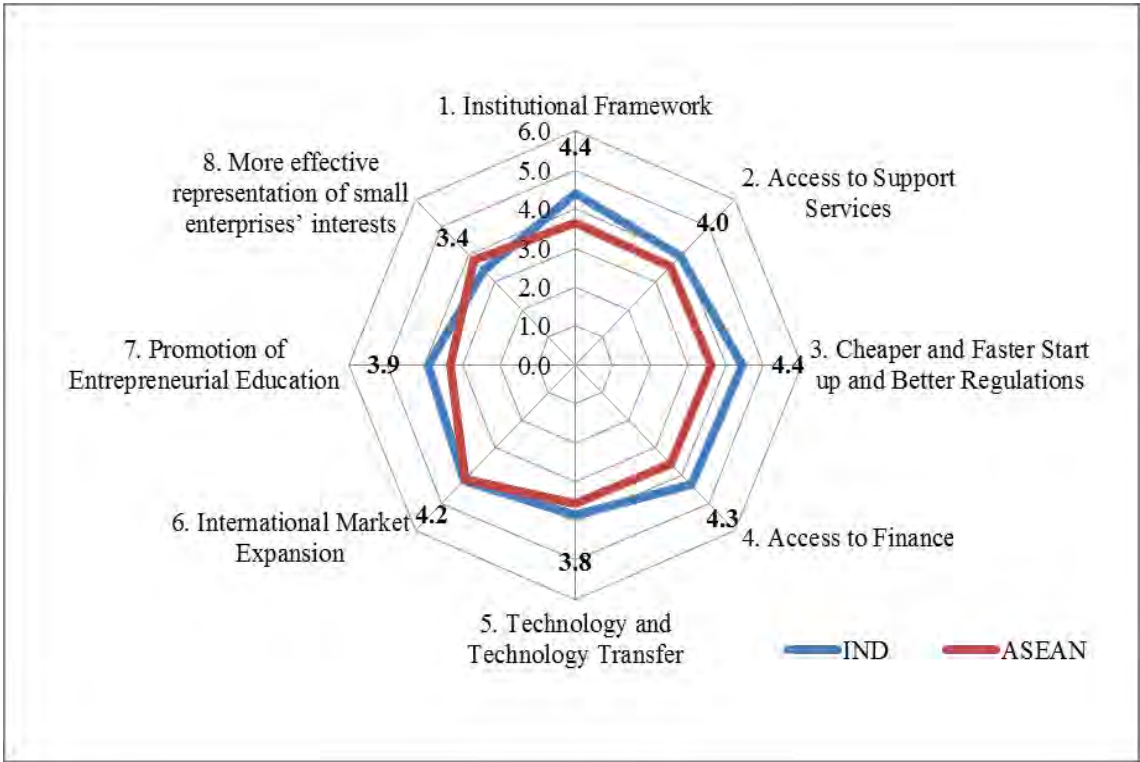 1. Institutional Framework
6.0
4.4
5.0
4.0
3.0
2.0
1.0
0.0
2. Access to Support
Services
4.0
3. Cheaper and Faster Start
up and Better Regulations
4.4
4. Access to Finance
4.3
5. Technology and
Technology Transfer
3.8
6. International Market
Expansion
4.2
7. Promotion of
Entrepreneurial Education
3.9
8. More effective
representation of small
enterprises’ interests
3.4
IND
ASEAN